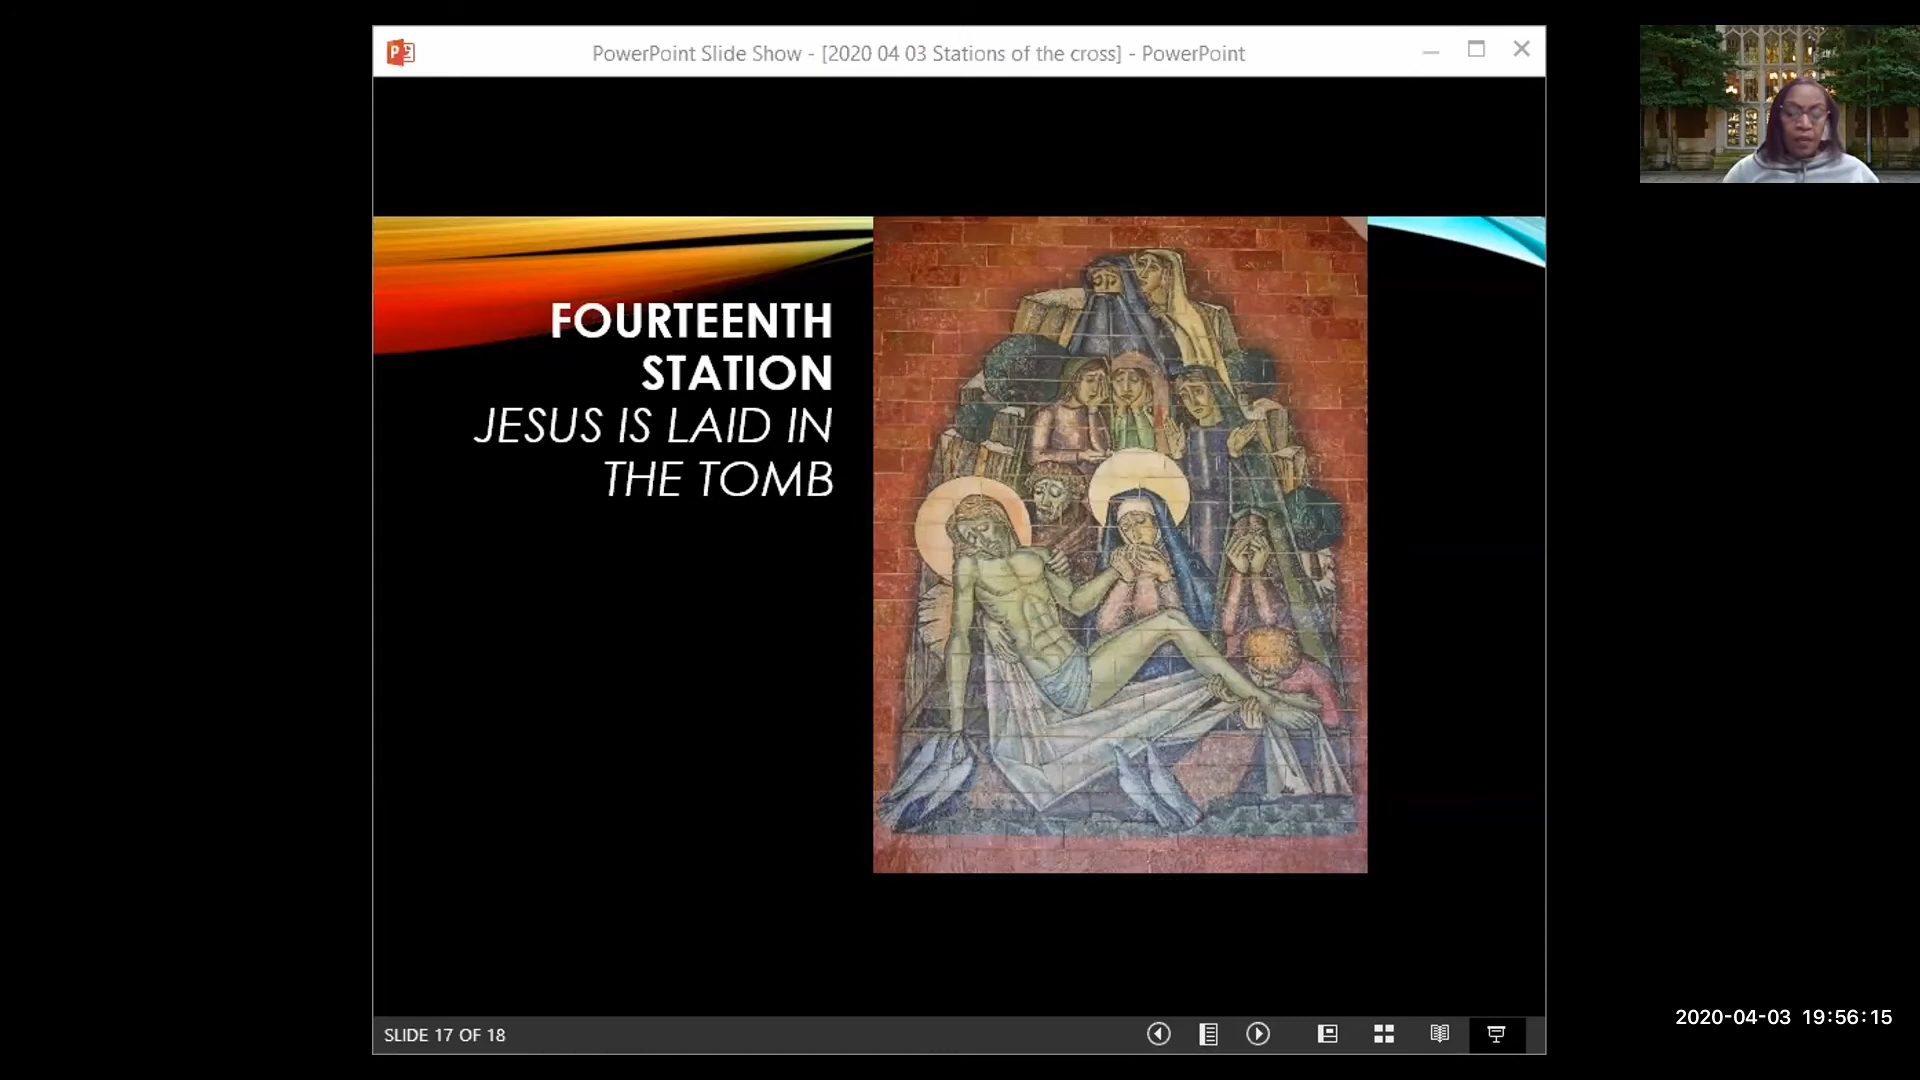 PowerPoint Slide Show - [2020 04 03 Stations of the cross] - PowerPoint
FOURTEENTH
STATION
JESUS IS LAID IN
THE TOMB
SLIDE 17 OF 18
2020-04-03 19:56:15